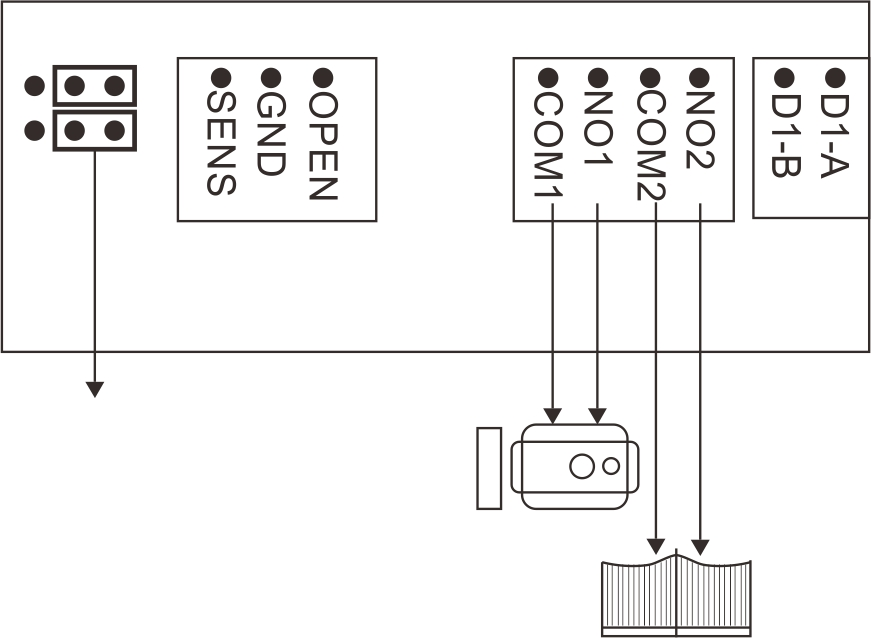 SENS
GND
OPEN
COM1
NO1
COM2
NO2
D1-B
D1-A